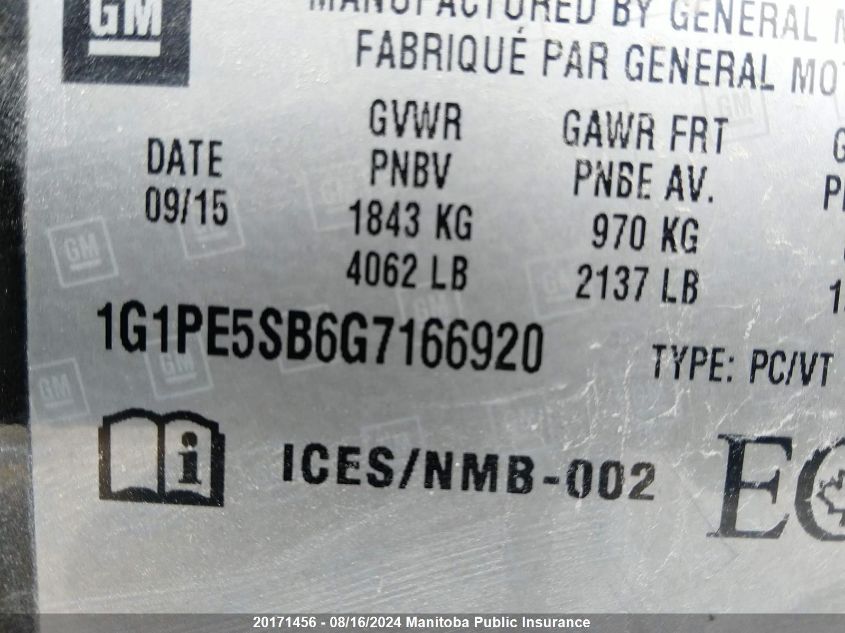 GM
MANUFACTURED BY GENERAL
FABRIQUÉ PAR GENERAL
GVWR GAWR FRT
DATE PNBV PNBE AV.
09/15 1843 KG 970 KG
4062 LB 2137 LB
1G1PE5SB6G7166920
TYPE: PC/VT
i ICES/NMB-002
20171456 - 08/16/2024 Manitoba Public Insurance